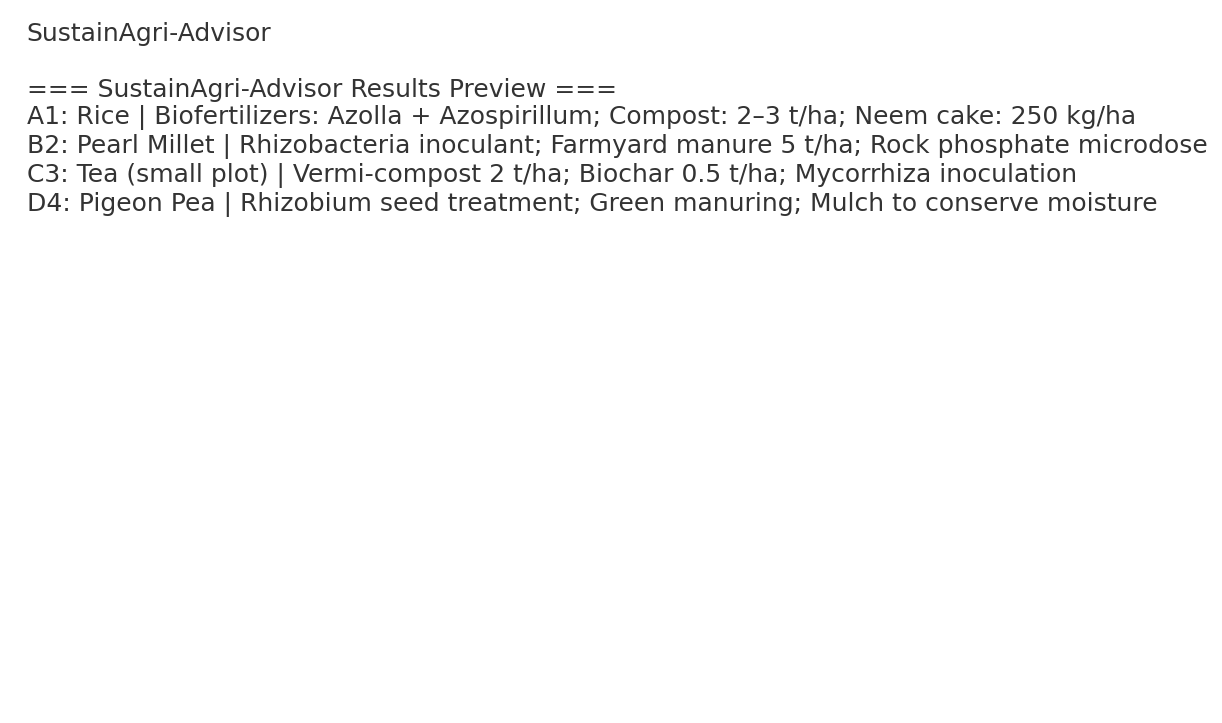 SustainAgri-Advisor
=== SustainAgri-Advisor Results Preview ===
A1: Rice | Biofertilizers: Azolla + Azospirillum; Compost: 2–3 t/ha; Neem cake: 250 kg/ha
B2: Pearl Millet | Rhizobacteria inoculant; Farmyard manure 5 t/ha; Rock phosphate microdose
C3: Tea (small plot) | Vermi-compost 2 t/ha; Biochar 0.5 t/ha; Mycorrhiza inoculation
D4: Pigeon Pea | Rhizobium seed treatment; Green manuring; Mulch to conserve moisture